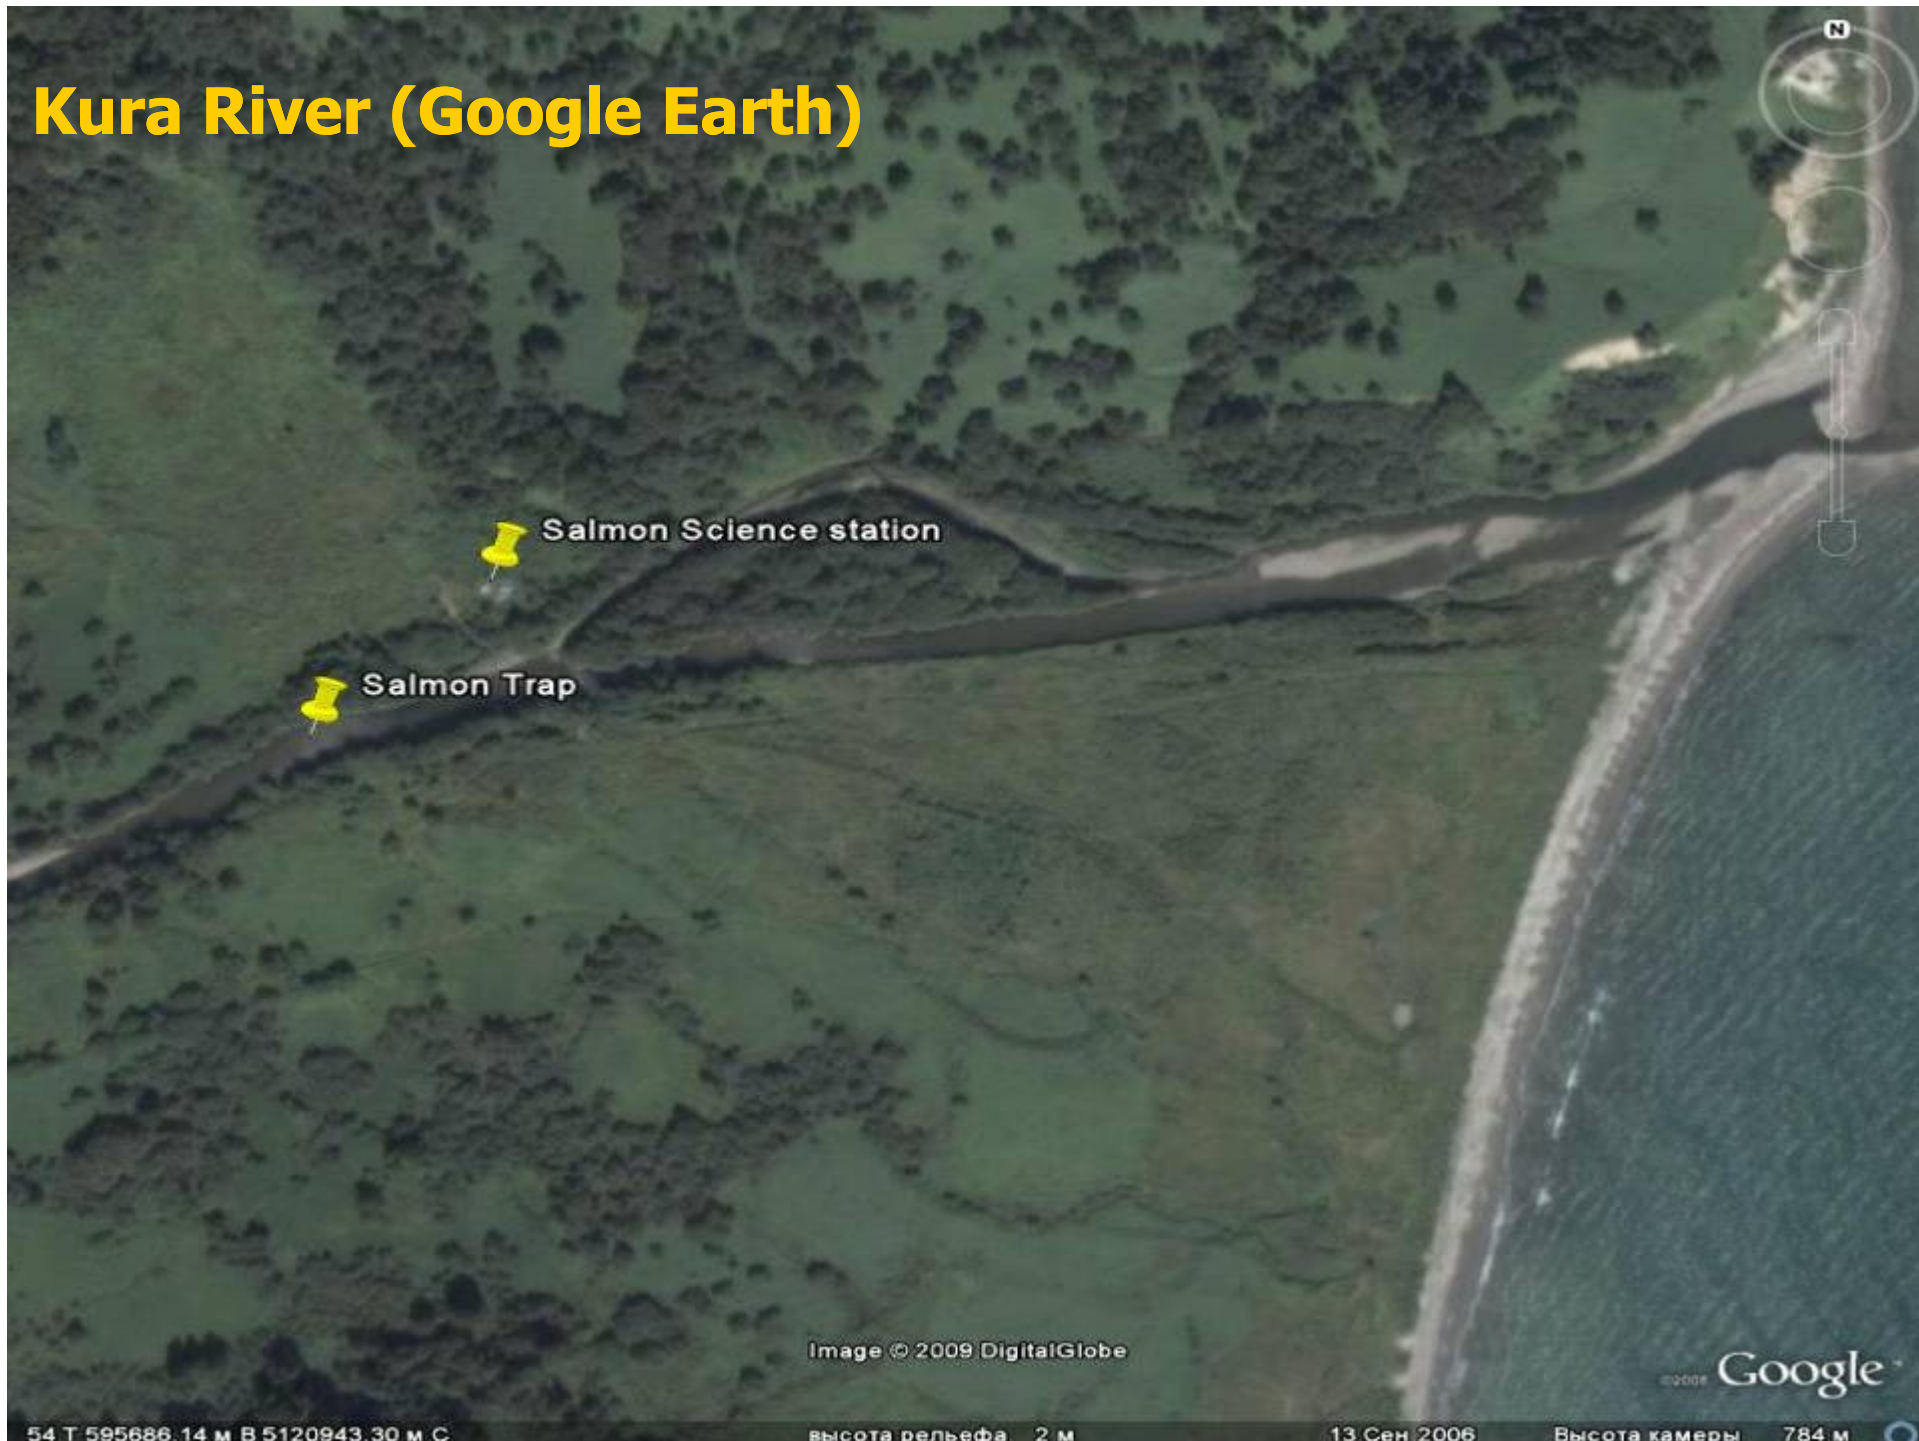 N
Kura River (Google Earth)
Salmon Science station
Salmon Trap
Image © 2009 DigitalGlobe
©2008 Google
54 T 595686.14 м В 5120943.30 м С высота рельефа 2 м 13 Сен 2006 Высота камеры 784 м